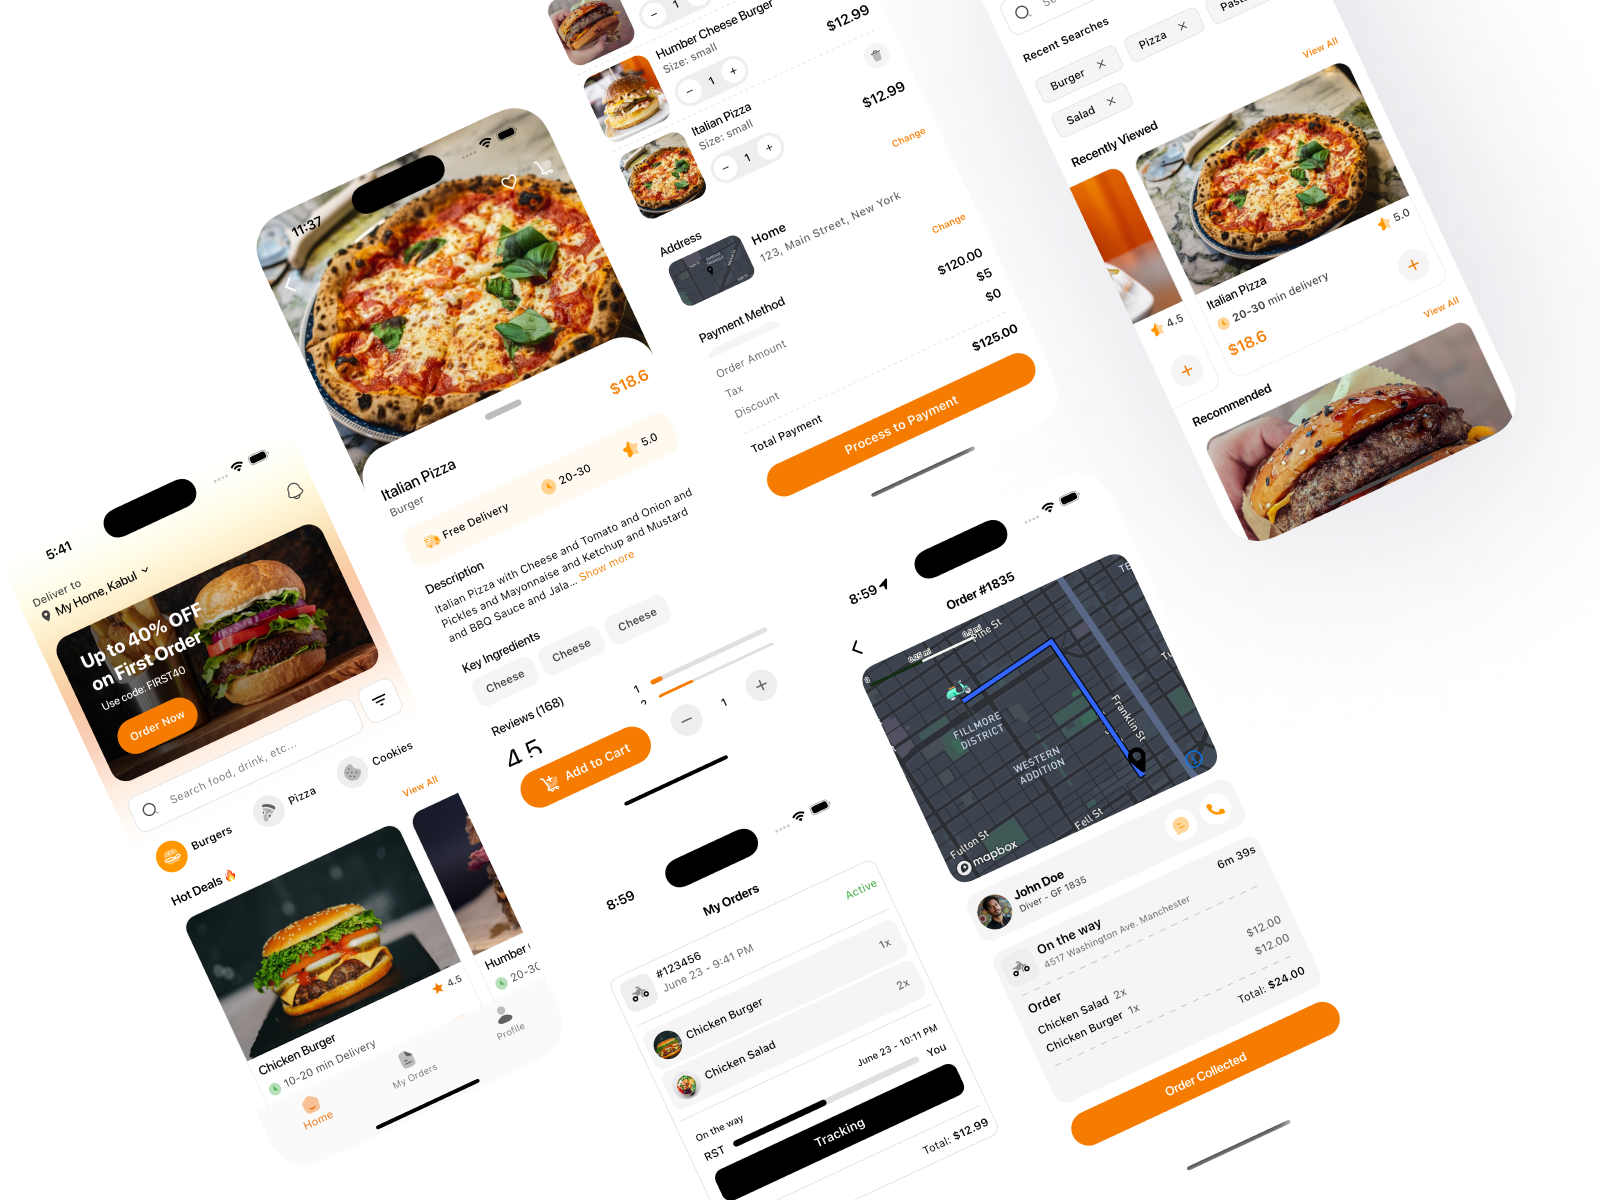 5:41
Deliver to
My Home, Kabul
Up to 40% OFF
on First Order
Use code: FIRST40
Order Now
Search food, drink, etc...
Burgers
Pizza
Cookies
Hot Deals
View All
4.5
Chicken Burger
10-20 min Delivery
20-30
Home
My Orders
Profile
11:37
$18.6
Italian Pizza
Burger
Free Delivery
20-30
5.0
Description
Italian Pizza with Cheese and Tomato and Onion and
Pickles and Mayonnaise and Ketchup and Mustard
and BBQ Sauce and Jala... Show more
Key Ingredients
Cheese
Cheese
Cheese
Reviews (168)
4.5
1
Add to Cart
1
1
Humber Cheese Burger
Size: small
1
$12.99
Italian Pizza
Size: small
1
$12.99
Address
Change
Home
123, Main Street, New York
Payment Method
Change
Order Amount
$120.00
Tax
$5
Discount
$0
Total Payment
$125.00
Process to Payment
8:59
My Orders
#123456
June 23 - 9:41 PM
Active
Chicken Burger
1x
Chicken Salad
2x
On the way
June 23 - 10:11 PM
RST
You
Tracking
Total: $12.99
8:59
Order #1835
Pine St
FILLMORE
DISTRICT
WESTERN
ADDITION
Franklin St
Fulton St
Fell St
mapbox
John Doe
Diver - GF 1835
On the way
4517 Washington Ave. Manchester
6m 39s
Order
Chicken Salad 2x
$12.00
Chicken Burger 1x
$12.00
Total: $24.00
Order Collected
Recent Searches
Burger
Pizza
Salad
Recently Viewed
View All
4.5
5.0
Italian Pizza
20-30 min delivery
$18.6
Recommended
View All